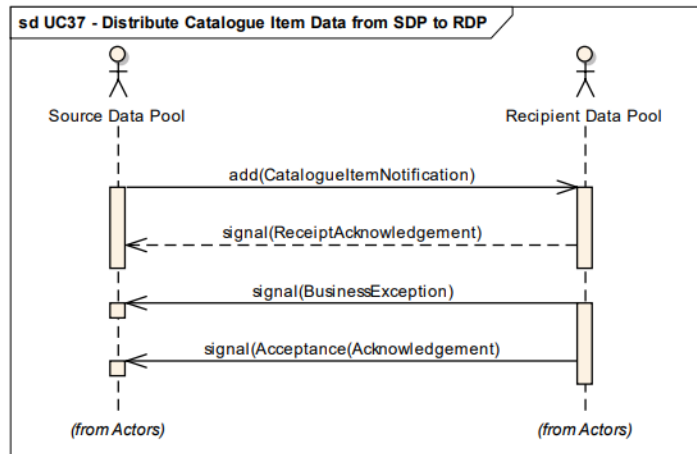 sd UC37 - Distribute Catalogue Item Data from SDP to RDP
Source Data Pool
Recipient Data Pool
add(CatalogueItemNotification)
signal(ReceiptAcknowledgement)
signal(BusinessException)
signal(Acceptance(Acknowledgement)
(from Actors)
(from Actors)